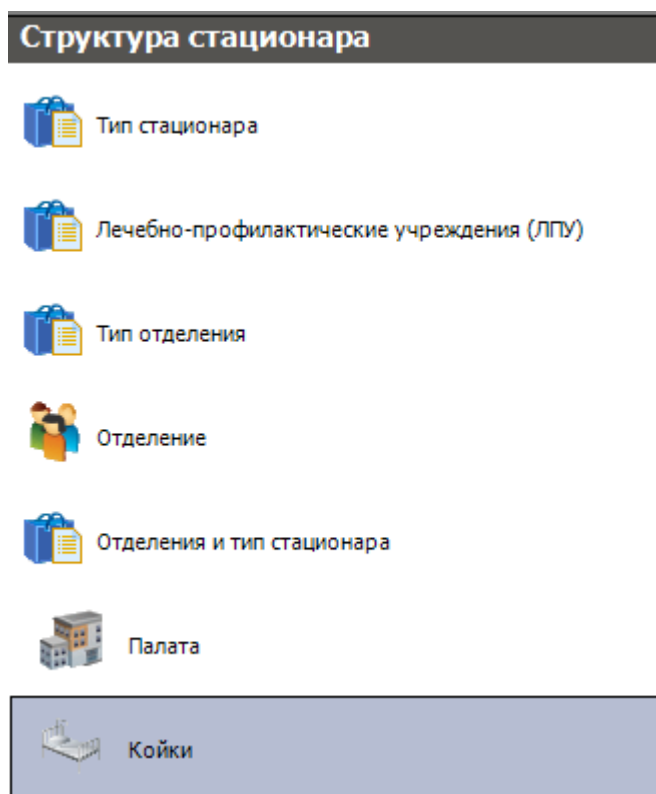 Структура стационара
Тип стационара
Лечебно-профилактические учреждения (ЛПУ)
Тип отделения
Отделение
Отделения и тип стационара
Палата
Койки